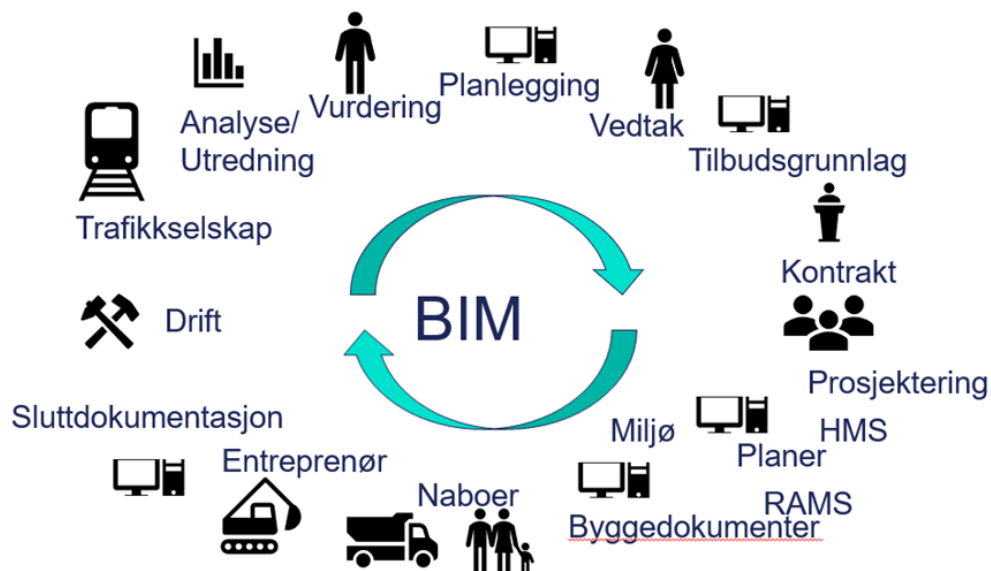 Analyse/
Utredning
Vurdering
Planlegging
Vedtak
Tilbudsgrunnlag
Kontrakt
Prosjektering
HMS
Planer
RAMS
Miljø
Byggedokumenter
Naboer
Entreprenør
Sluttdokumentasjon
Drift
Trafikkselskap
BIM